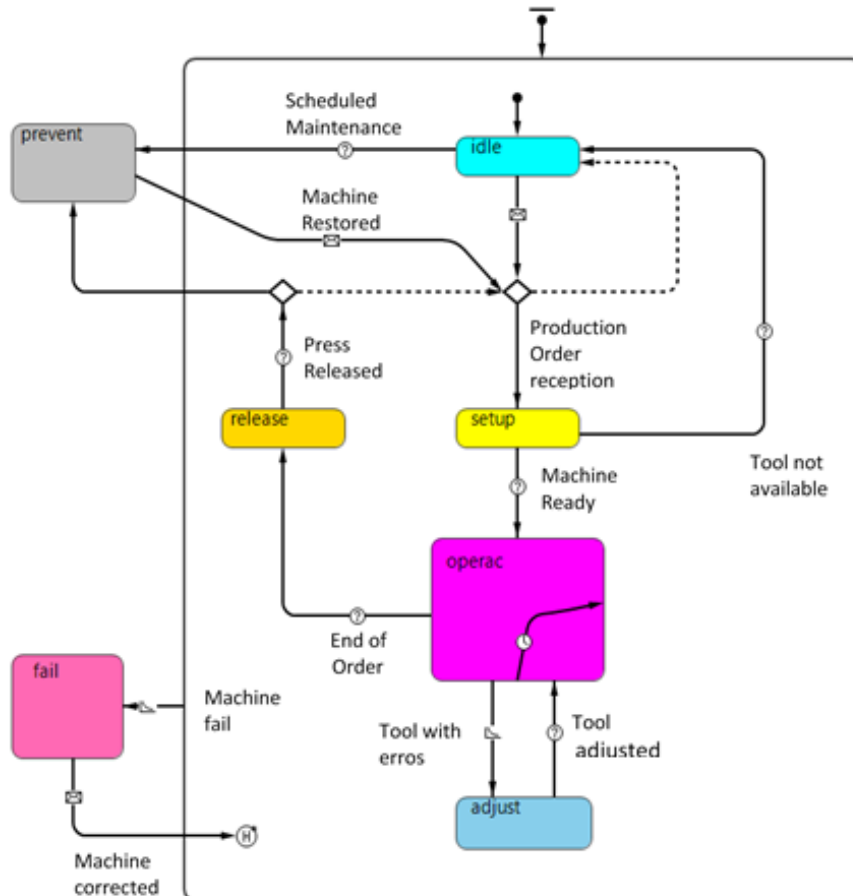 Scheduled
Maintenance
prevent
idle
?
Machine
Restored
Production
Order
reception
Press
Released
?
?
release
setup
Tool not
available
Machine
Ready
?
operac
?
End of
Order
fail
Machine
fail
Tool with
erros
Tool
adiusted
?
adjust
H*
Machine
corrected